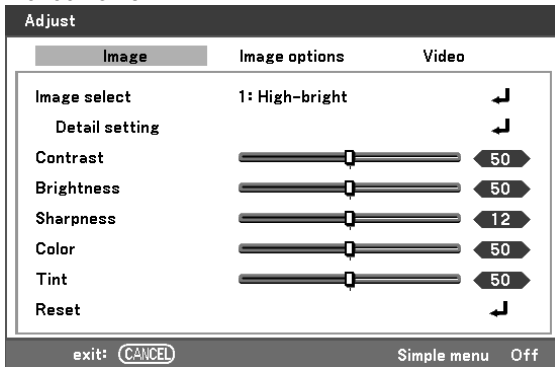 Adjust
Image Image options Video
Image select 1: High-bright
Detail setting
Contrast 50
Brightness 50
Sharpness 12
Color 50
Tint 50
Reset
exit: CANCEL Simple menu Off